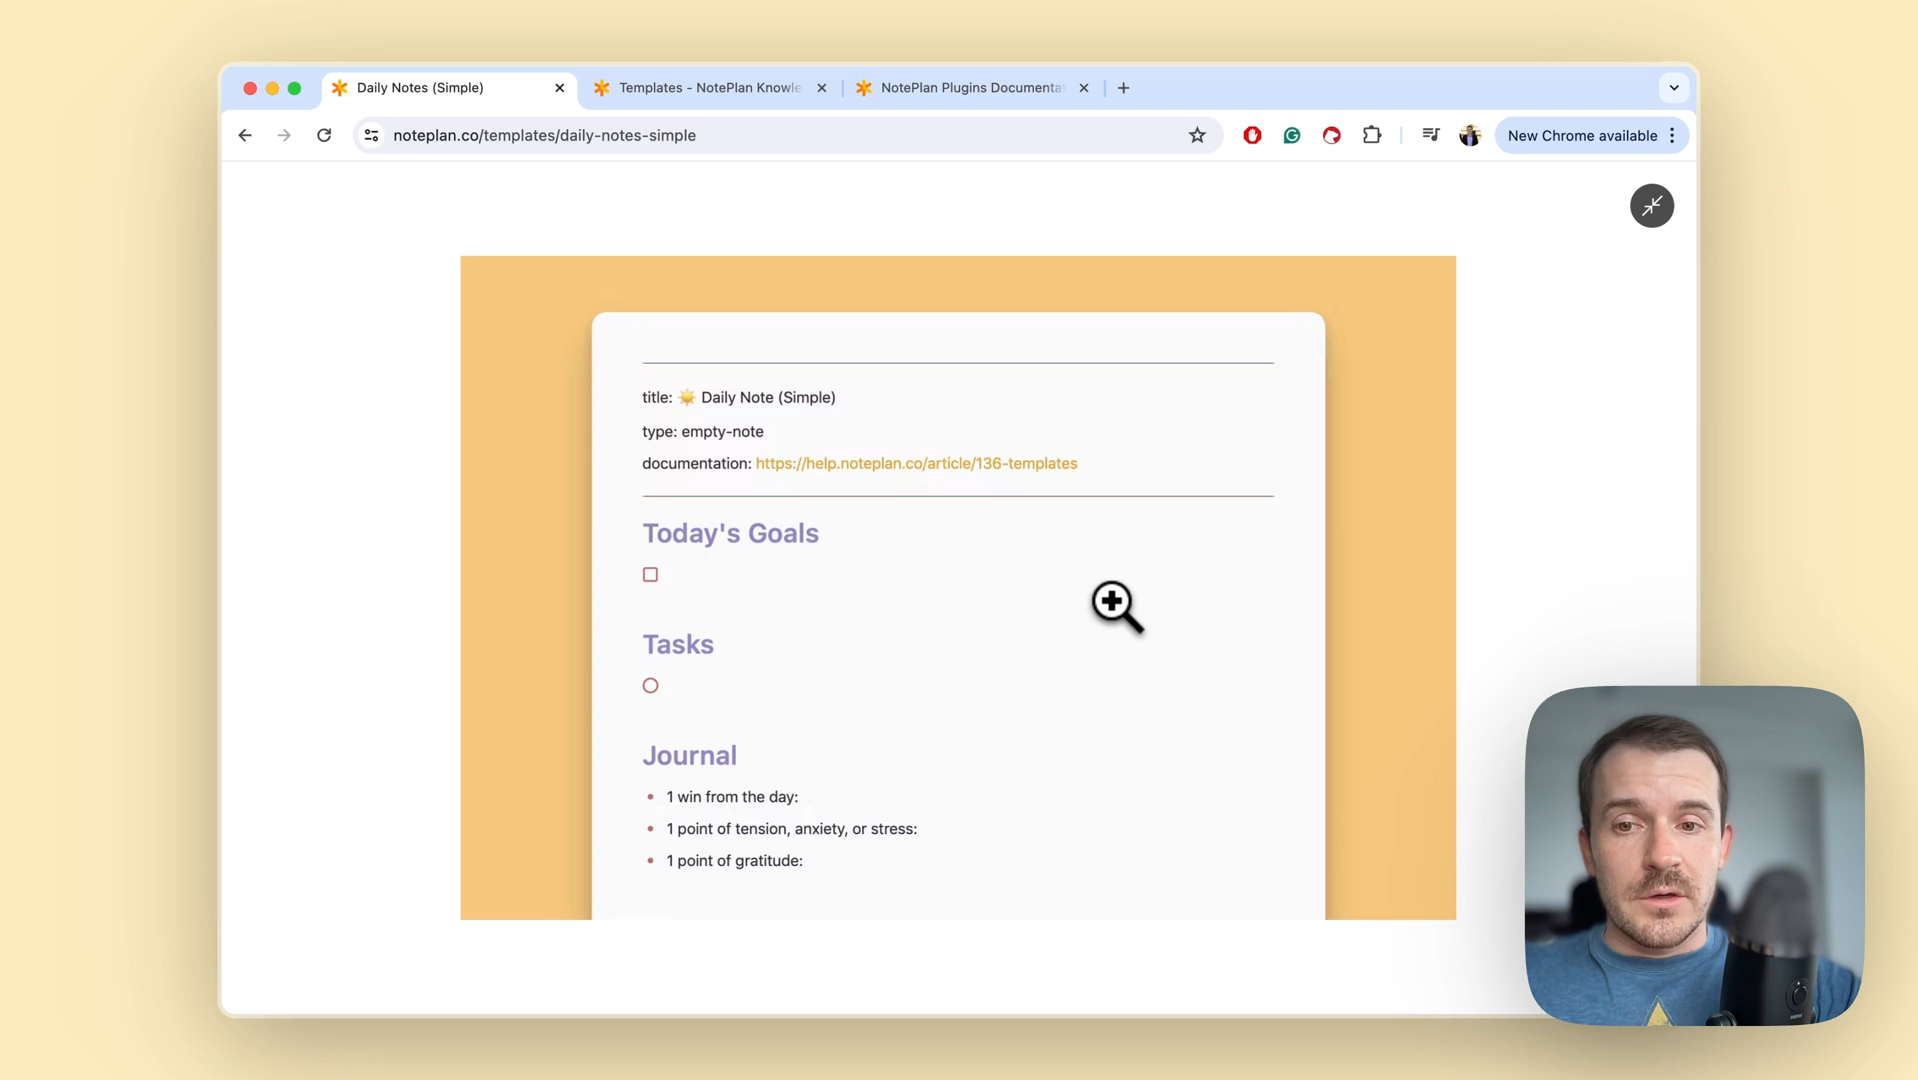 Daily Notes (Simple)
Templates - NotePlan Knowle
NotePlan Plugins Documenta
noteplan.co/templates/daily-notes-simple
New Chrome available
title: ☀️ Daily Note (Simple)
type: empty-note
documentation: https://help.noteplan.co/article/136-templates
Today's Goals
Tasks
Journal
• 1 win from the day:
• 1 point of tension, anxiety, or stress:
• 1 point of gratitude: